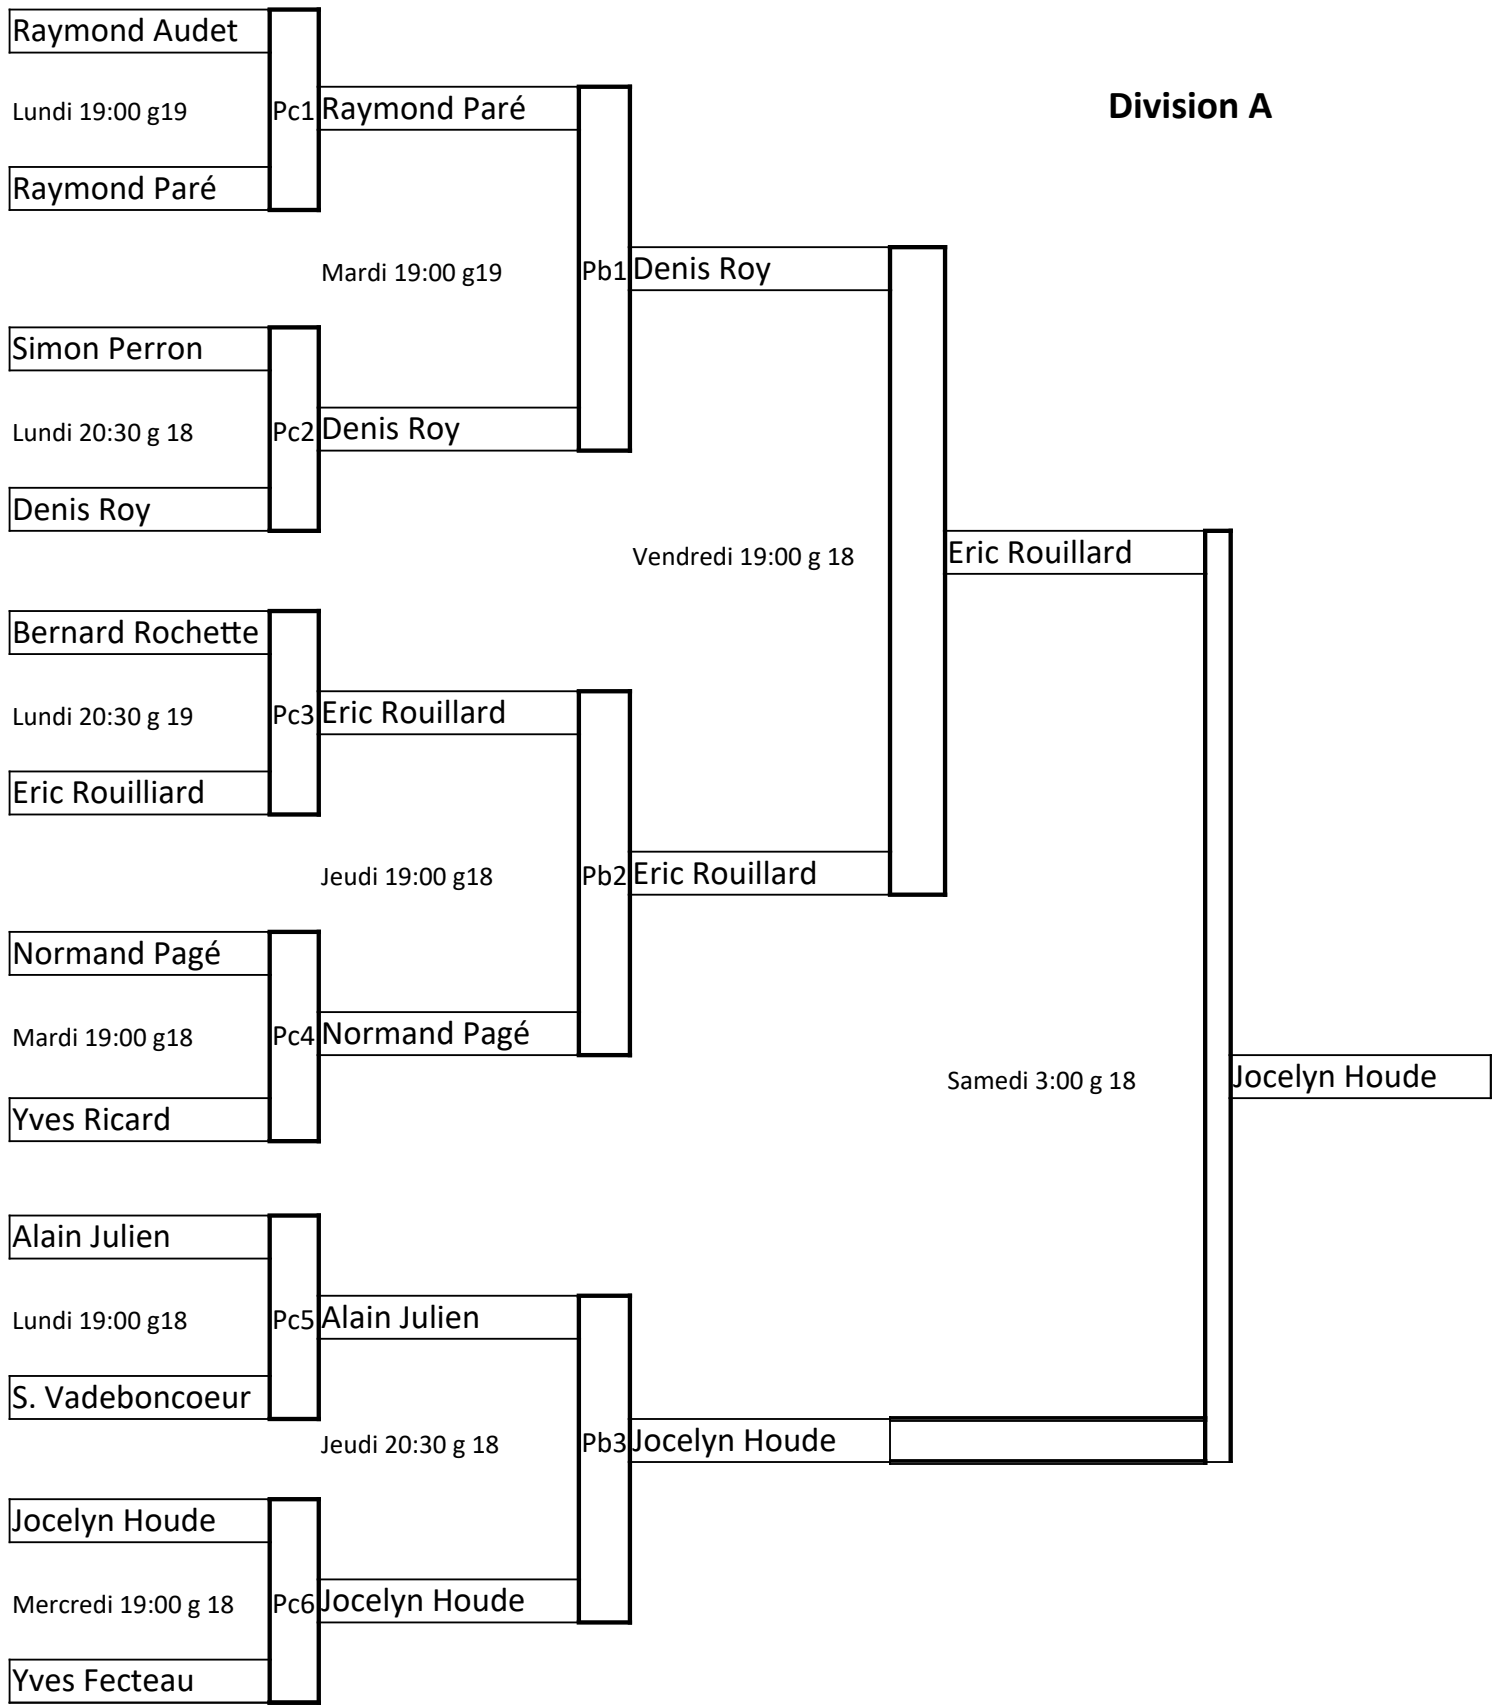 Raymond Audet
Division A
Lundi 19:00 g19
Pc1
Raymond Paré
Raymond Paré
Mardi 19:00 g19
Pb1
Denis Roy
Simon Perron
Lundi 20:30 g 18
Pc2
Denis Roy
Denis Roy
Vendredi 19:00 g 18
Eric Rouillard
Bernard Rochette
Lundi 20:30 g 19
Pc3
Eric Rouillard
Eric Rouilliard
Jeudi 19:00 g18
Pb2
Eric Rouillard
Normand Pagé
Mardi 19:00 g18
Pc4
Normand Pagé
Yves Ricard
Samedi 3:00 g 18
Jocelyn Houde
Alain Julien
Lundi 19:00 g18
Pc5
Alain Julien
S. Vadeboncoeur
Jeudi 20:30 g 18
Pb3
Jocelyn Houde
Jocelyn Houde
Mercredi 19:00 g 18
Pc6
Jocelyn Houde
Yves Fecteau